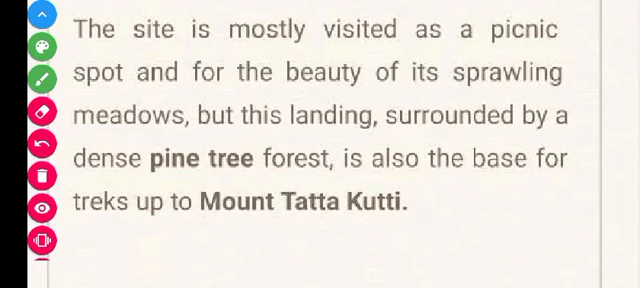 The site is mostly visited as a picnic
spot and for the beauty of its sprawling
meadows, but this landing, surrounded by a
dense pine tree forest, is also the base for
treks up to Mount Tatta Kutti.